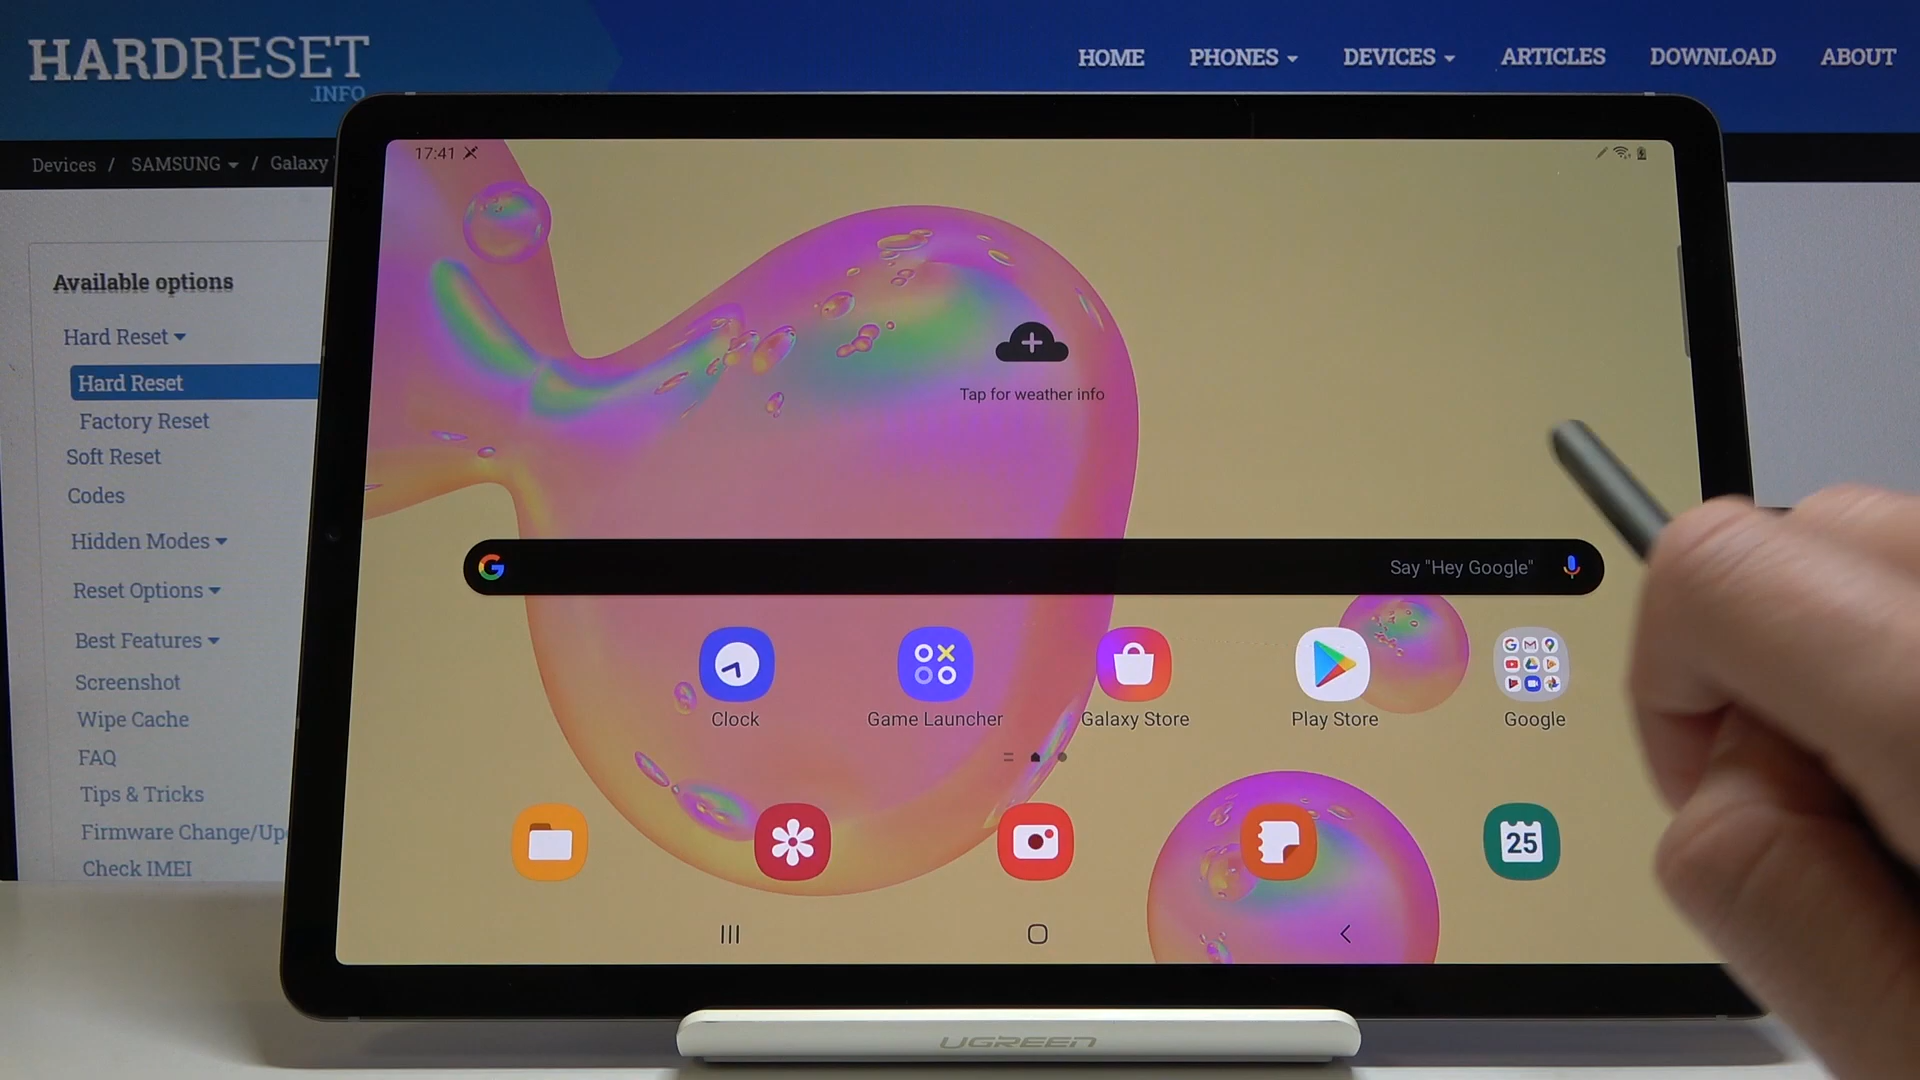 HARDRESET
.INFO
HOME PHONES DEVICES ARTICLES DOWNLOAD ABOUT
Devices / SAMSUNG / Galaxy
Available options
Hard Reset
Hard Reset
Factory Reset
Soft Reset
Codes
Hidden Modes
Reset Options
Best Features
Screenshot
Wipe Cache
FAQ
Tips & Tricks
Firmware Change/Up
Check IMEI
17:41
Tap for weather info
Say "Hey Google"
Clock Game Launcher Galaxy Store Play Store Google
25
UGREEN